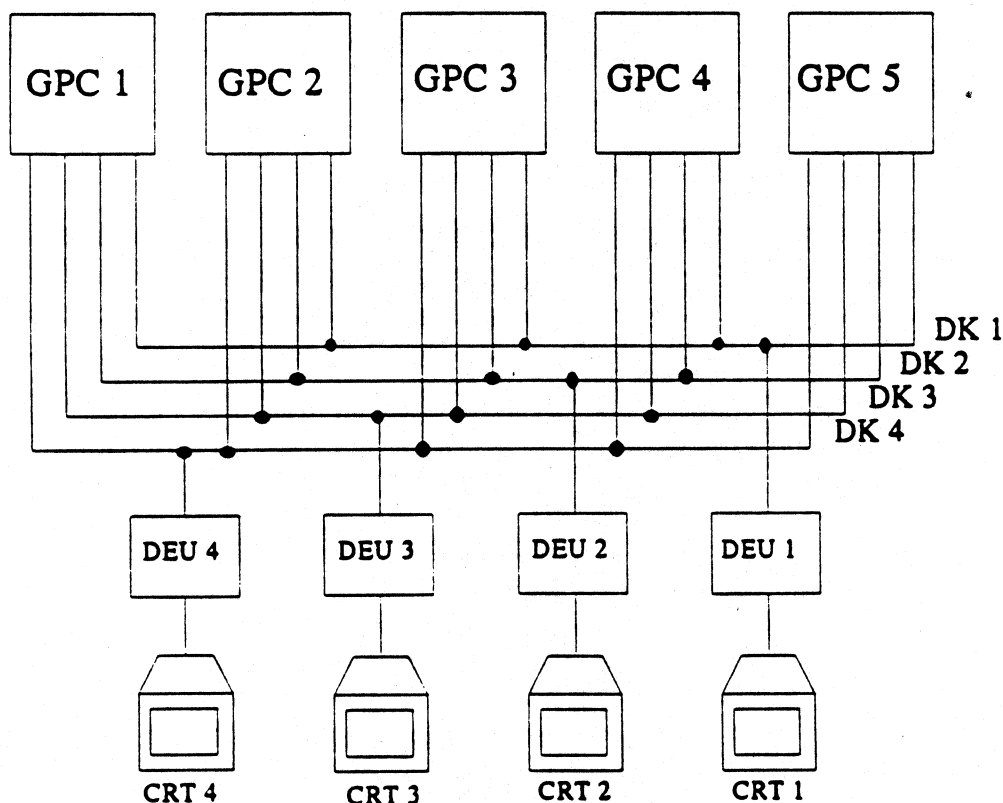 GPC 1
GPC 2
GPC 3
GPC 4
GPC 5
DK 1
DK 2
DK 3
DK 4
DEU 4
DEU 3
DEU 2
DEU 1
CRT 4
CRT 3
CRT 2
CRT 1